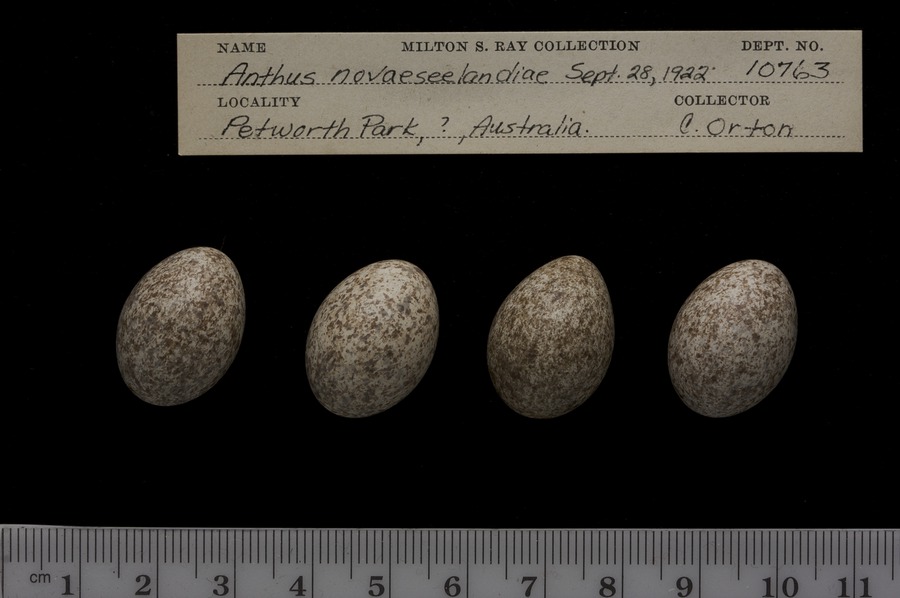 NAME MILTON S. RAY COLLECTION DEPT. NO.
Anthus novaeseelandiae Sept. 28, 1922 10763
LOCALITY COLLECTOR
Petworth Park, ?, Australia. C. Orton
cm 1 2 3 4 5 6 7 8 9 10 11